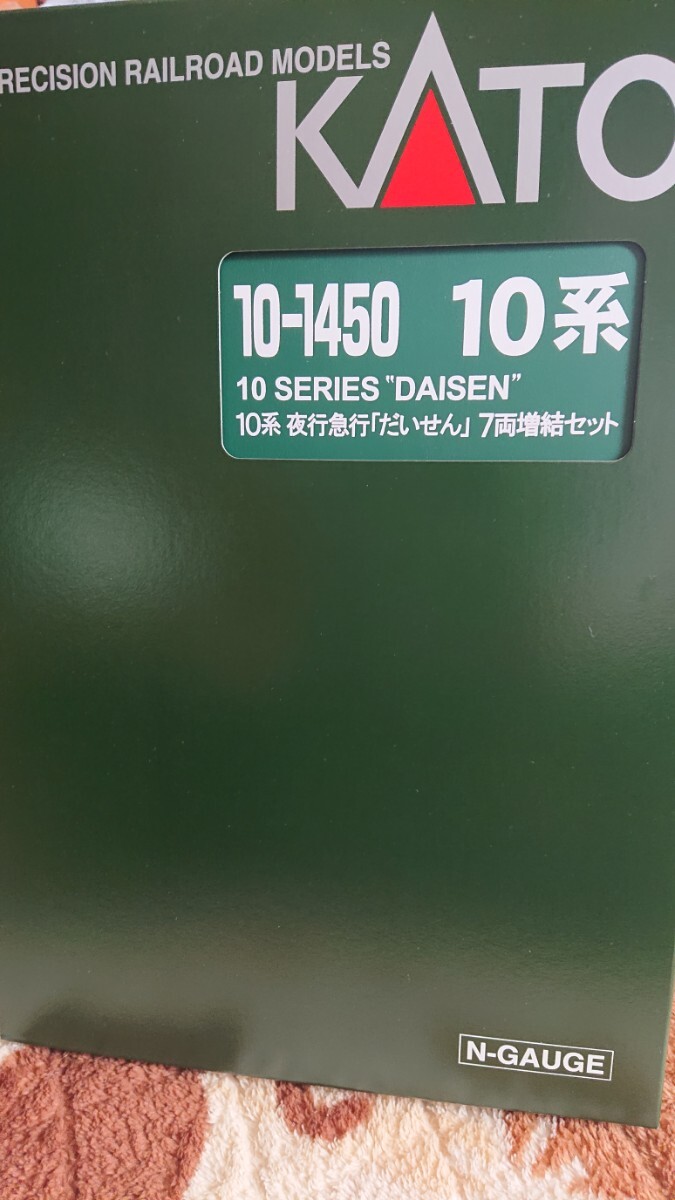 RECISION RAILROAD MODELS
KATO
10-1450 10系
10 SERIES "DAISEN"
10系 夜行急行「だいせん」 7両増結セット
N-GAUGE